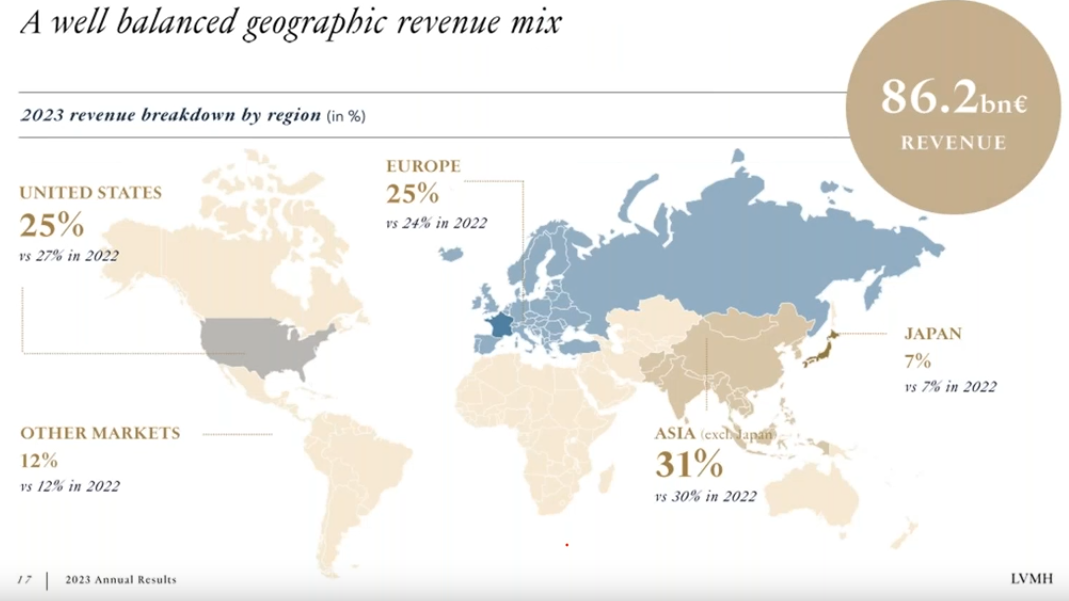 A well balanced geographic revenue mix
86.2bn€
REVENUE
2023 revenue breakdown by region (in %)
UNITED STATES
25%
vs 27% in 2022
EUROPE
25%
vs 24% in 2022
JAPAN
7%
vs 7% in 2022
OTHER MARKETS
12%
vs 12% in 2022
ASIA (excl. Japan)
31%
vs 30% in 2022
17 | 2023 Annual Results
LVMH